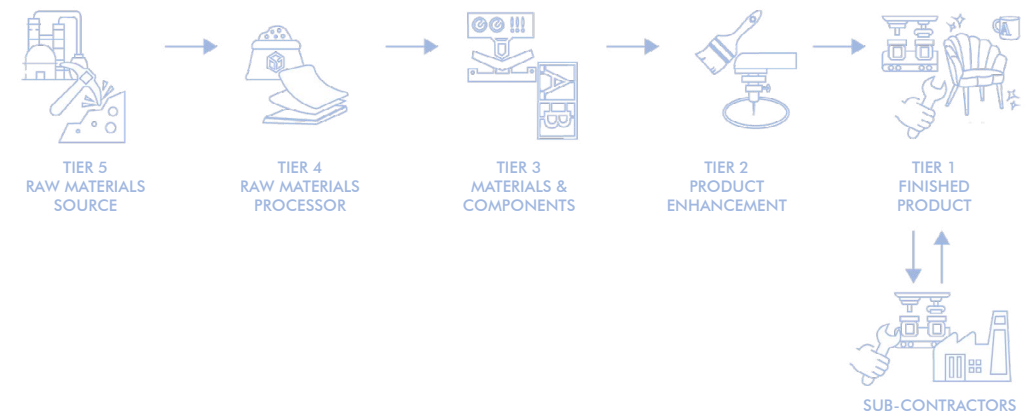 TIER 5
RAW MATERIALS
SOURCE
TIER 4
RAW MATERIALS
PROCESSOR
TIER 3
MATERIALS &
COMPONENTS
TIER 2
PRODUCT
ENHANCEMENT
TIER 1
FINISHED
PRODUCT
A
A
B
SUB-CONTRACTORS